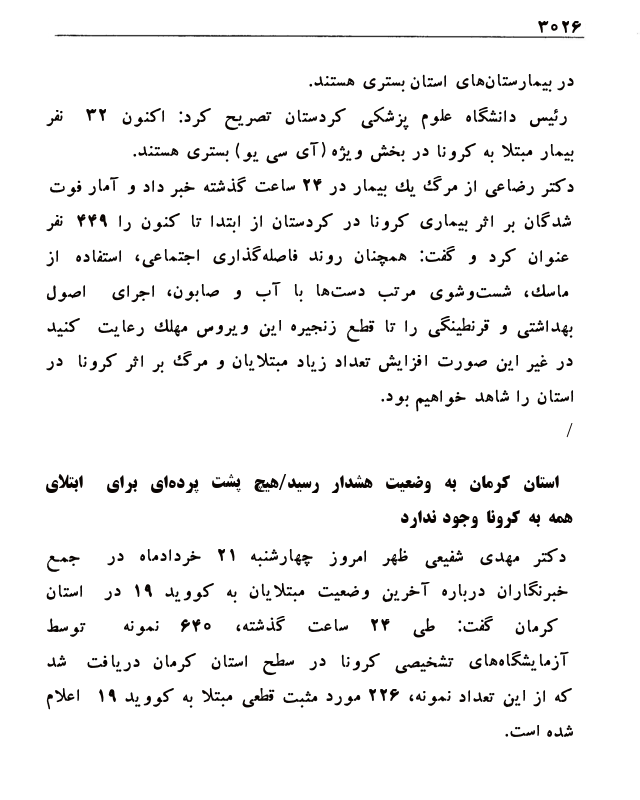 ۳۰۲۶
در بیمارستان‌های استان بستری هستند.
رئیس دانشگاه علوم پزشکی کردستان تصریح کرد: اکنون ۳۲ نفر
بیمار مبتلا به کرونا در بخش ویژه (آی سی یو) بستری هستند.
دکتر رضاعی از مرگ یك بیمار در ۲۴ ساعت گذشته خبر داد و آمار فوت
شدگان بر اثر بیماری کرونا در کردستان از ابتدا تا کنون را ۴۴۹ نفر
عنوان کرد و گفت: همچنان روند فاصله‌گذاری اجتماعی، استفاده از
ماسك، شست‌وشوی مرتب دست‌ها با آب و صابون، اجرای اصول
بهداشتی و قرنطینگی را تا قطع زنجیره این ویروس مهلك رعایت کنید
در غیر این صورت افزایش تعداد زیاد مبتلایان و مرگ بر اثر کرونا در
استان را شاهد خواهیم بود.
/
استان کرمان به وضعیت هشدار رسید/هیچ پشت پرده‌ای برای ابتلای
همه به کرونا وجود ندارد
دکتر مهدی شفیعی ظهر امروز چهارشنبه ۲۱ خردادماه در جمع
خبرنگاران درباره آخرین وضعیت مبتلایان به کووید ۱۹ در استان
کرمان گفت: طی ۲۴ ساعت گذشته، ۶۴۰ نمونه توسط
آزمایشگاه‌های تشخیصی کرونا در سطح استان کرمان دریافت شد
که از این تعداد نمونه، ۲۲۶ مورد مثبت قطعی مبتلا به کووید ۱۹ اعلام
شده است.